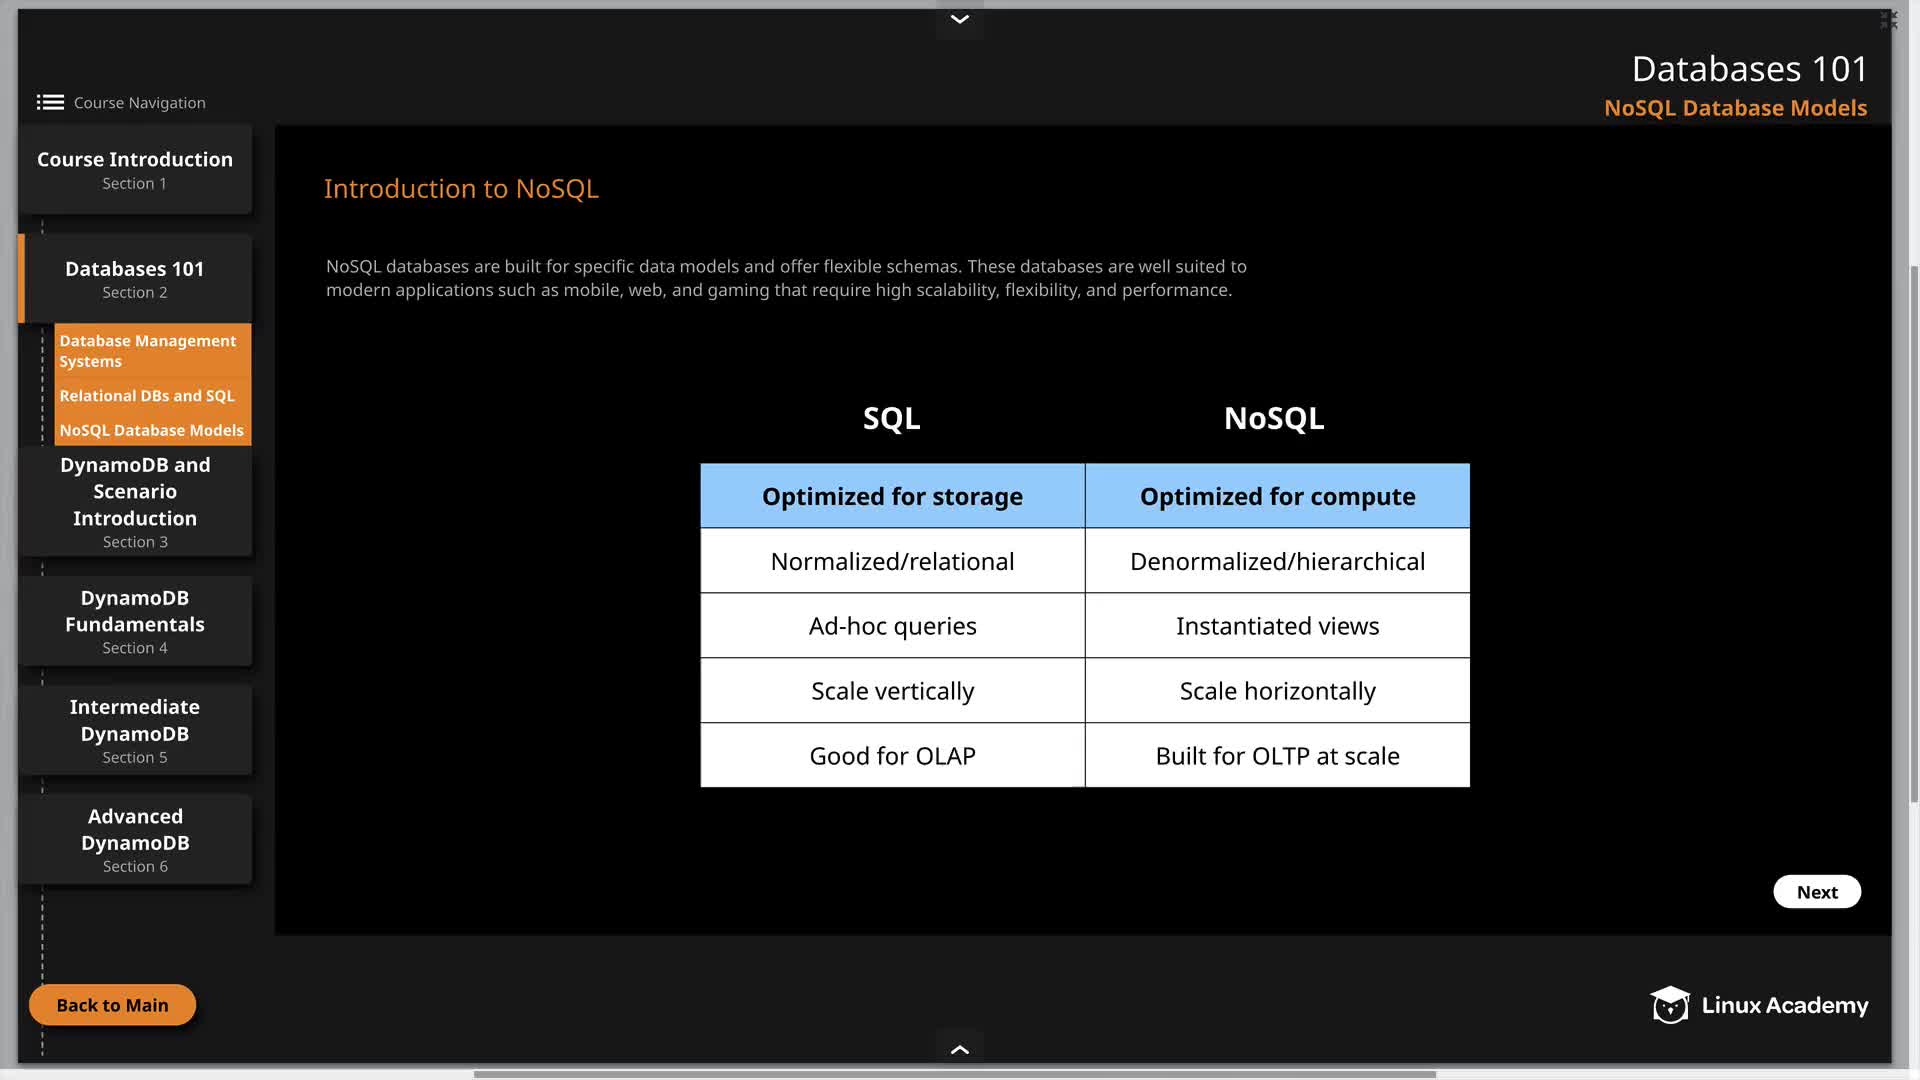 Databases 101
NoSQL Database Models
Course Navigation
Course Introduction
Section 1
Databases 101
Section 2
Database Management
Systems
Relational DBs and SQL
NoSQL Database Models
DynamoDB and
Scenario
Introduction
Section 3
DynamoDB
Fundamentals
Section 4
Intermediate
DynamoDB
Section 5
Advanced
DynamoDB
Section 6
Back to Main
Introduction to NoSQL
NoSQL databases are built for specific data models and offer flexible schemas. These databases are well suited to
modern applications such as mobile, web, and gaming that require high scalability, flexibility, and performance.
SQL NoSQL
Optimized for storage Optimized for compute
Normalized/relational Denormalized/hierarchical
Ad-hoc queries Instantiated views
Scale vertically Scale horizontally
Good for OLAP Built for OLTP at scale
Next
Linux Academy